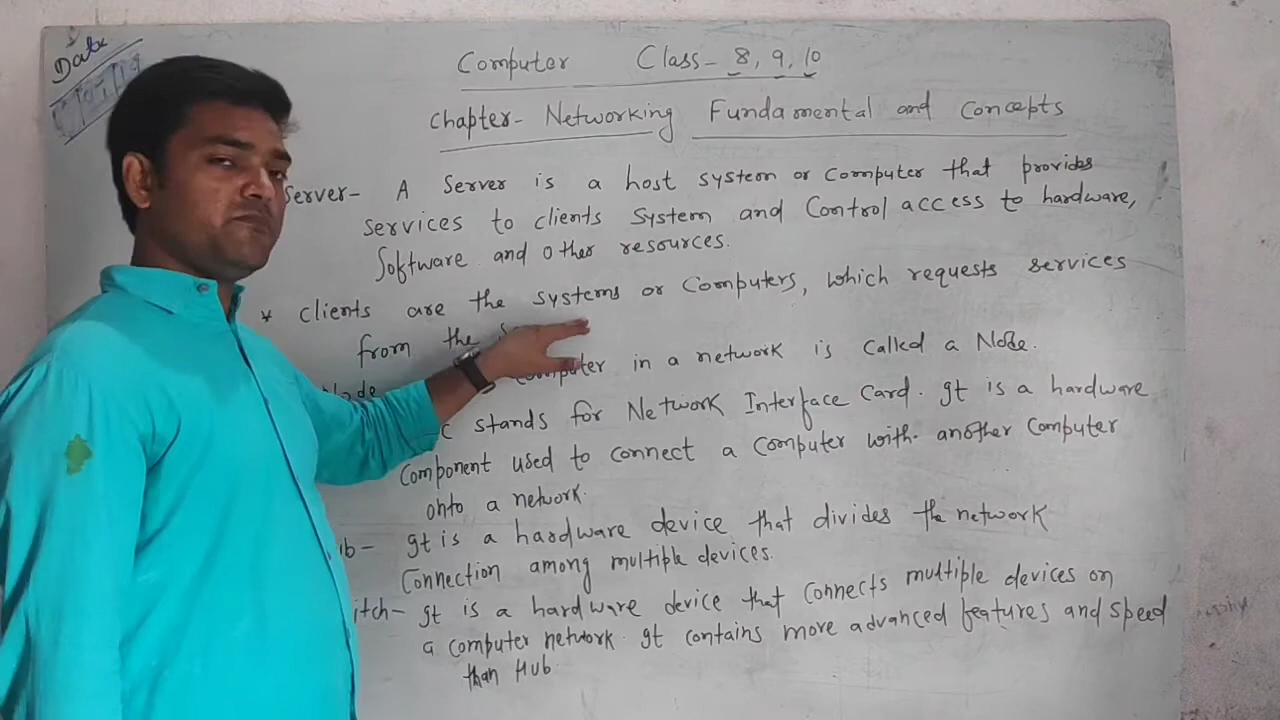 Date
Computer Class- 8, 9, 10
Chapter- Networking Fundamental and Concepts
Server- A Server is a host system or computer that provides
services to clients System and Control access to hardware,
Software and other resources.
* Clients are the systems or Computers, which requests services
from the
Node computer in a network is called a Node.
c stands for Network Interface Card. It is a hardware
Component used to connect a computer with another computer
onto a network.
ub- It is a hardware device that divides the network
Connection among multiple devices.
itch- It is a hardware device that connects multiple devices on
a computer network. It contains more advanced features and speed
than Hub